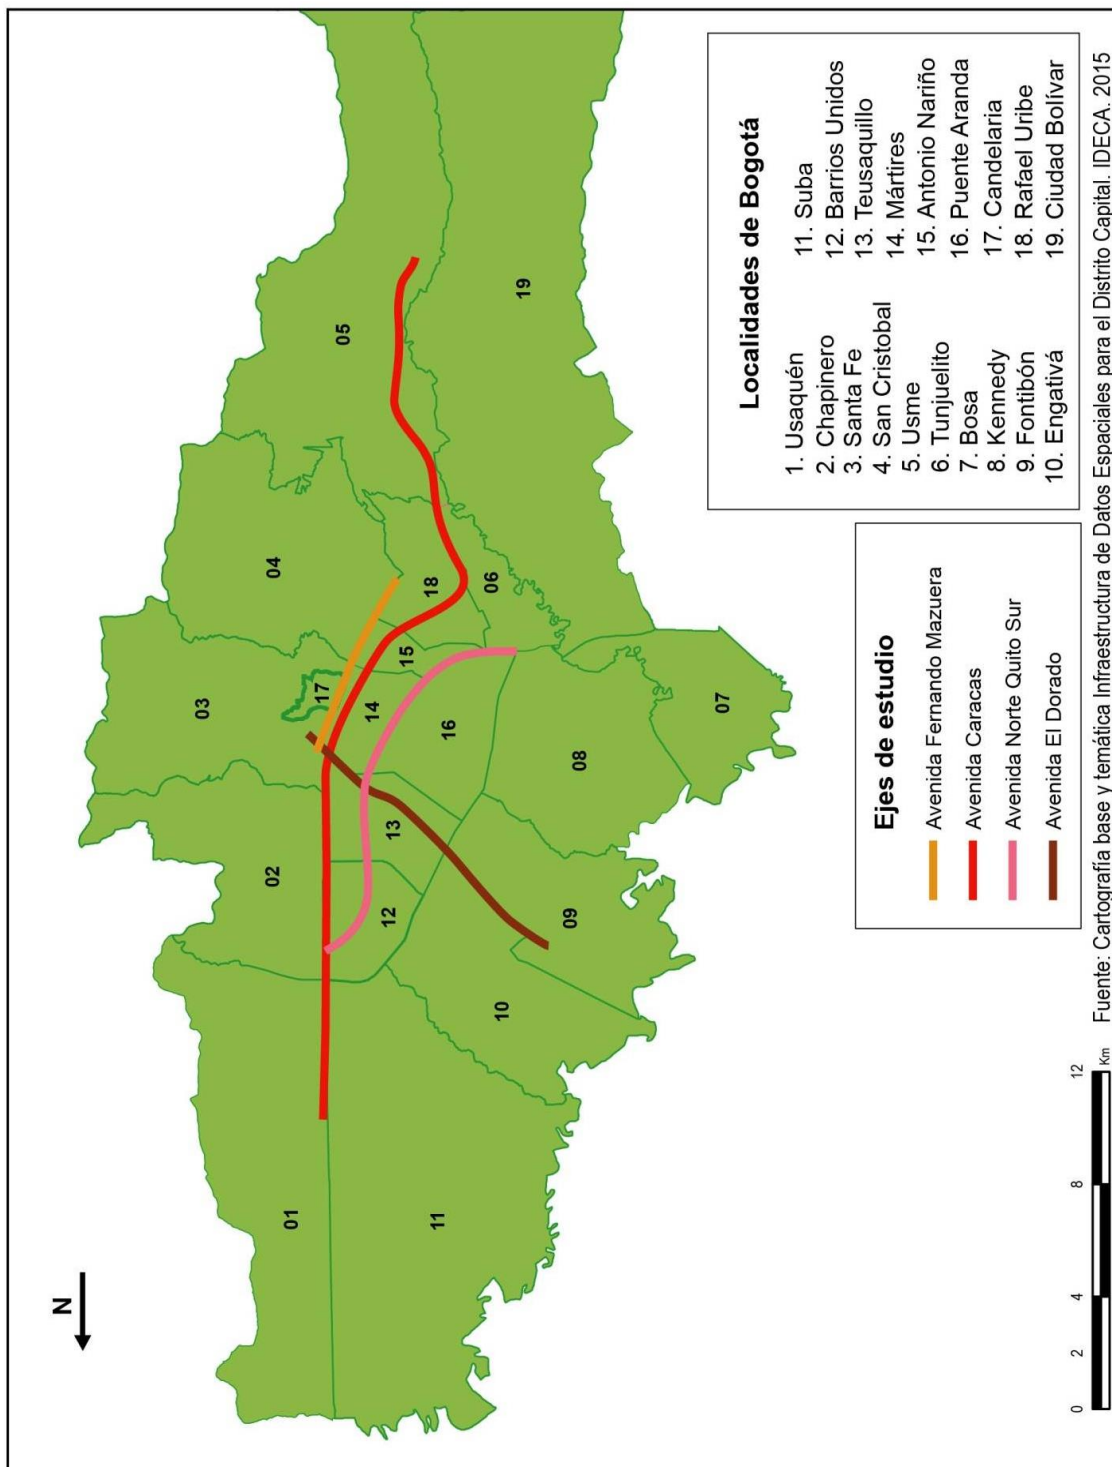 N
01
02
03
04
05
06
07
08
09
10
11
12
13
14
15
16
17
18
19
Ejes de estudio
Avenida Fernando Mazuera
Avenida Caracas
Avenida Norte Quito Sur
Avenida El Dorado
Localidades de Bogotá
1. Usaquén
2. Chapinero
3. Santa Fe
4. San Cristobal
5. Usme
6. Tunjuelito
7. Bosa
8. Kennedy
9. Fontibón
10. Engativá
11. Suba
12. Barrios Unidos
13. Teusaquillo
14. Mártires
15. Antonio Nariño
16. Puente Aranda
17. Candelaria
18. Rafael Uribe
19. Ciudad Bolívar
0 2 4 8 12
Km
Fuente: Cartografía base y temática Infraestructura de Datos Espaciales para el Distrito Capital. IDECA. 2015